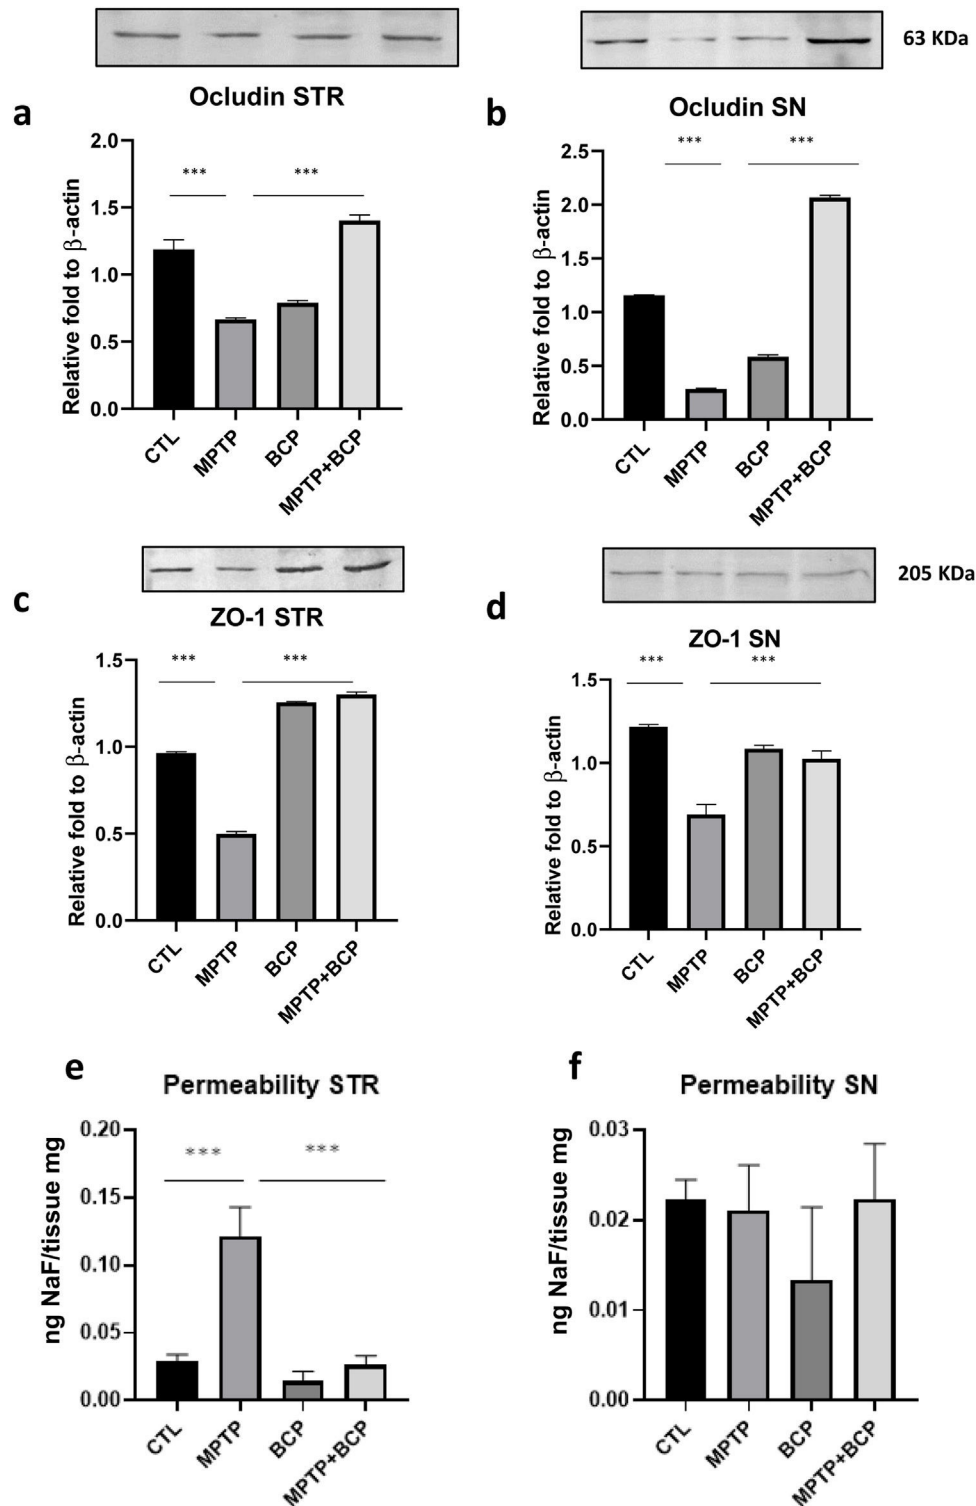 63 KDa
a
Ocludin STR
2.0
1.5
1.0
0.5
0.0
Relative fold to β-actin
*** ***
CTL
MPTP
BCP
MPTP+BCP
b
Ocludin SN
2.5
2.0
1.5
1.0
0.5
0.0
Relative fold to β-actin
*** ***
CTL
MPTP
BCP
MPTP+BCP
c
ZO-1 STR
1.5
1.0
0.5
0.0
Relative fold to β-actin
*** ***
CTL
MPTP
BCP
MPTP+BCP
205 KDa
d
ZO-1 SN
1.5
1.0
0.5
0.0
Relative fold to β-actin
*** ***
CTL
MPTP
BCP
MPTP+BCP
e
Permeability STR
0.20
0.15
0.10
0.05
0.00
ng NaF/tissue mg
*** ***
CTL
MPTP
BCP
MPTP+BCP
f
Permeability SN
0.03
0.02
0.01
0.00
ng NaF/tissue mg
CTL
MPTP
BCP
MPTP+BCP